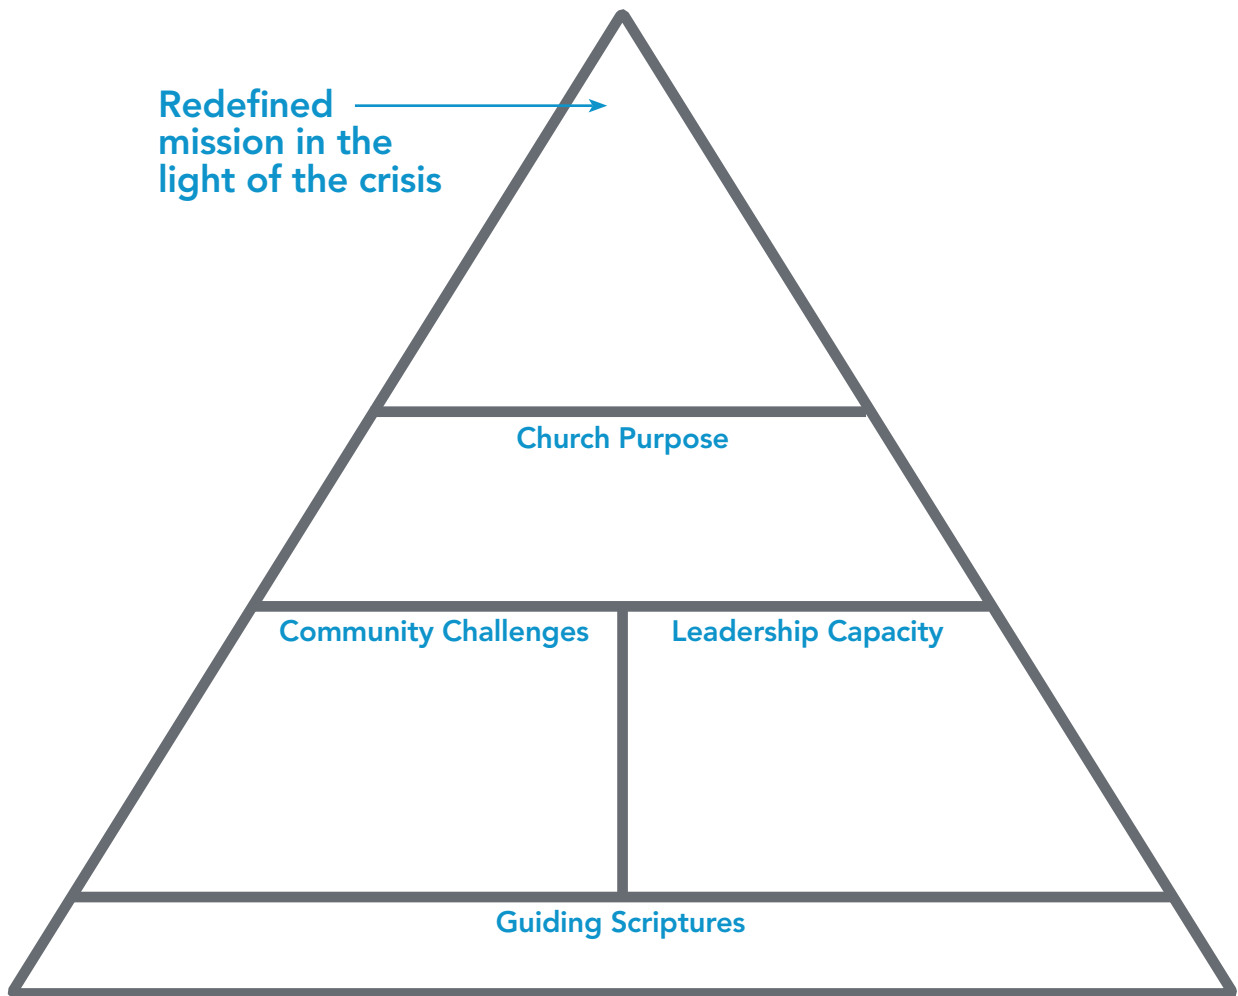 Redefined
mission in the
light of the crisis
Church Purpose
Community Challenges
Leadership Capacity
Guiding Scriptures